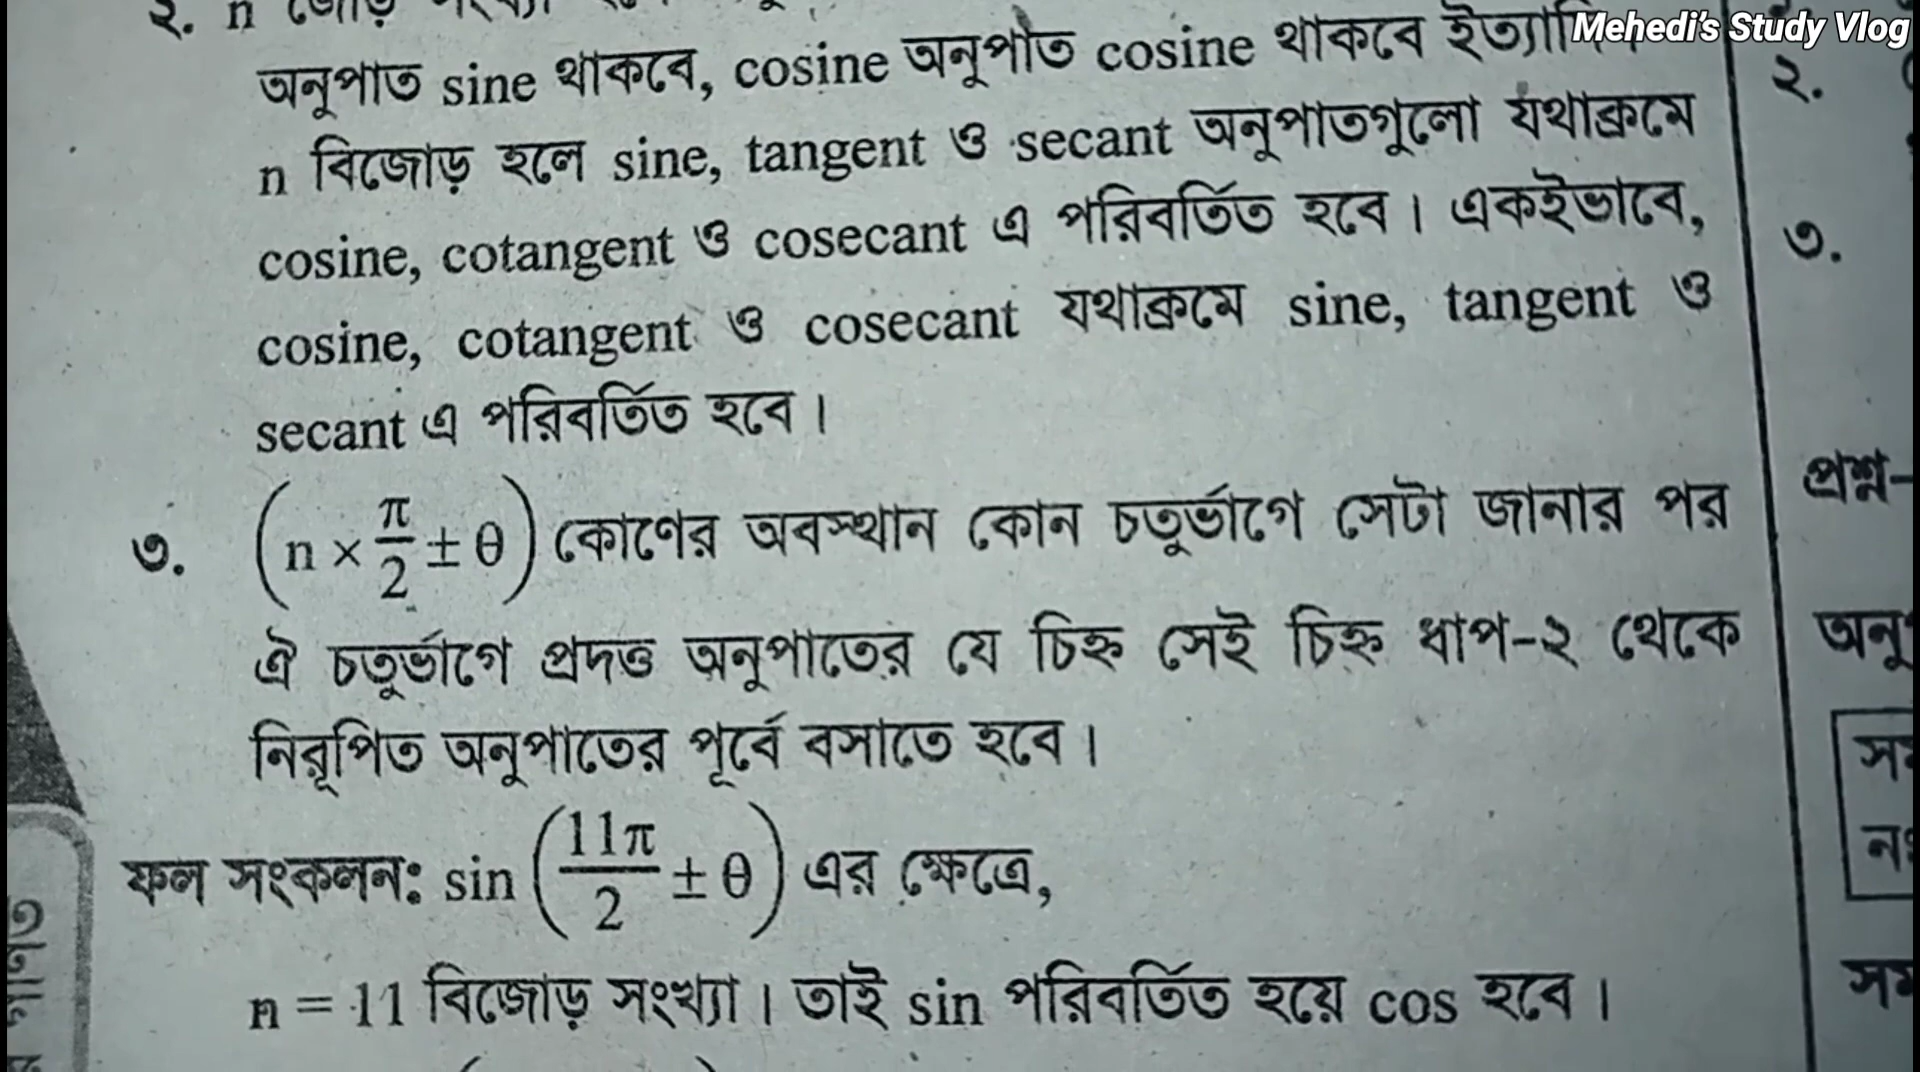 Mehedi's Study Vlog
২. n জোড়
অনুপাত sine থাকবে, cosine অনুপাত cosine থাকবে
n বিজোড় হলে sine, tangent ও secant অনুপাতগুলো যথাক্রমে
cosine, cotangent ও cosecant এ পরিবর্তিত হবে। একইভাবে,
cosine, cotangent ও cosecant যথাক্রমে sine, tangent ও
secant এ পরিবর্তিত হবে।
৩. (n × π/2 ± θ) কোণের অবস্থান কোন চতুর্ভাগে সেটা জানার পর
ঐ চতুর্ভাগে প্রদত্ত অনুপাতের যে চিহ্ন সেই চিহ্ন ধাপ-২ থেকে
নিরূপিত অনুপাতের পূর্বে বসাতে হবে।
ফল সংকলন: sin (11π/2 ± θ) এর ক্ষেত্রে,
n = 11 বিজোড় সংখ্যা। তাই sin পরিবর্তিত হয়ে cos হবে।
২.
৩.
প্রশ্ন-